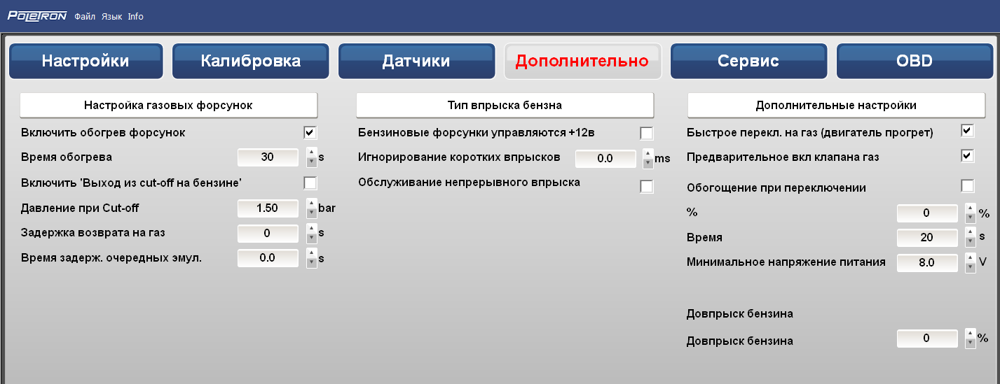 POLETRON Файл Язык Info
Настройки Калибровка Датчики Дополнительно Сервис OBD
Настройка газовых форсунок
Включить обогрев форсунок
Время обогрева 30 s
Включить 'Выход из cut-off на бензине'
Давление при Cut-off 1.50 bar
Задержка возврата на газ 0 s
Время задерж. очередных эмул. 0.0 s
Тип впрыска бензна
Бензиновые форсунки управляются +12в
Игнорирование коротких впрысков 0.0 ms
Обслуживание непрерывного впрыска
Дополнительные настройки
Быстрое перекл. на газ (двигатель прогрет)
Предварительное вкл клапана газ
Обогощение при переключении
% 0 %
Время 20 s
Минимальное напряжение питания 8.0 V
Довпрыск бензина
Довпрыск бензина 0 %